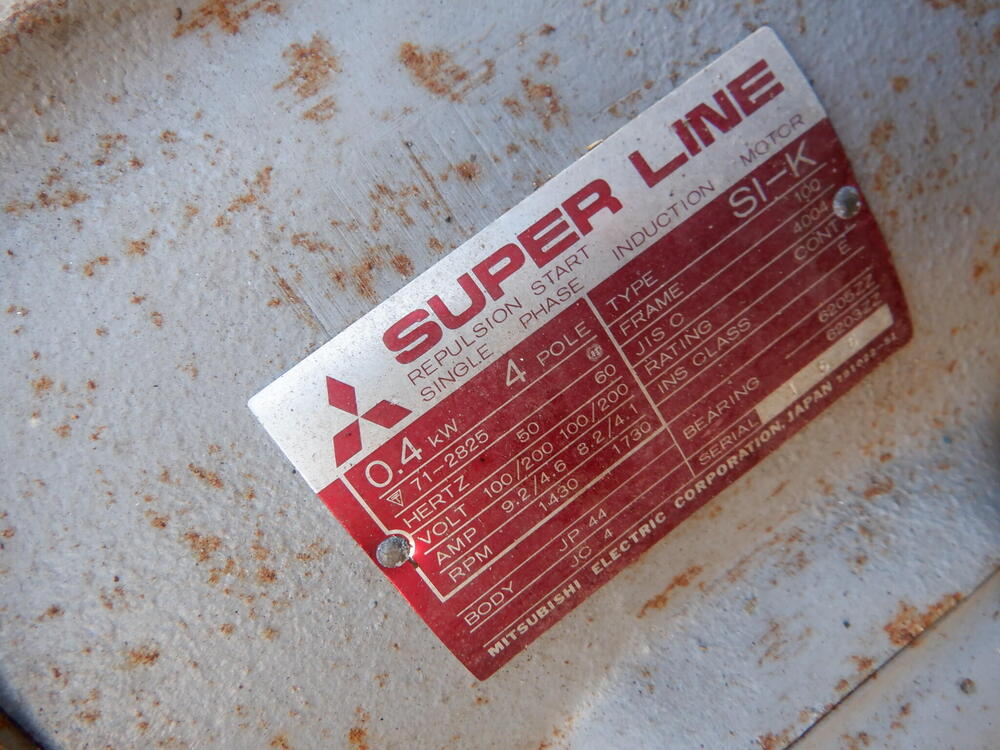 SUPER LINE
REPULSION START INDUCTION MOTOR
SINGLE PHASE
0.4 kW 4 POLE
71-2825
HERTZ 50 60
VOLT 100/200 100/200
AMP 9.2/4.6 8.2/4.1
RPM 1430 1730
TYPE SI-K
FRAME 100
JIS C 4004
RATING CONT
INS CLASS E
BEARING 6205ZZ
6203ZZ
SERIAL
BODY JP 44
JC 4
MITSUBISHI ELECTRIC CORPORATION, JAPAN